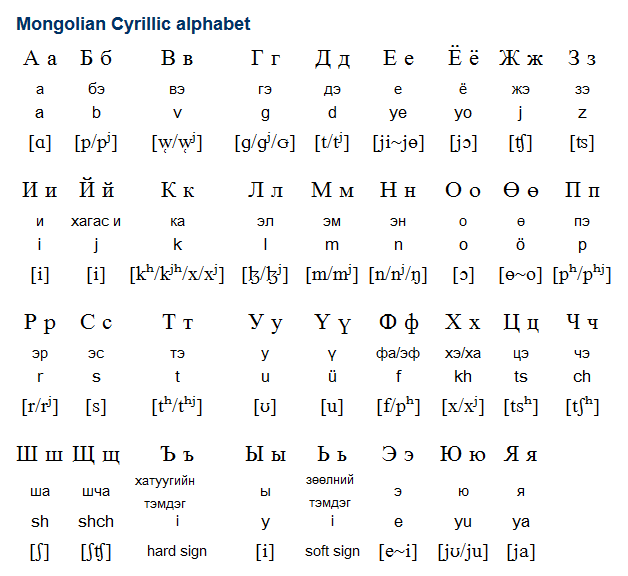 Mongolian Cyrillic alphabet
А а Б б В в Г г Д д Е е Ё ё Ж ж З з
а бэ вэ гэ дэ е ё жэ зэ
a b v g d ye yo j z
[ɑ] [p/pʲ] [w̜/w̜ʲ] [ɡ/ɡʲ/ɢ] [t/tʲ] [ji~jɵ] [jɔ] [ʧ] [ʦ]
И и Й й К к Л л М м Н н О о Ө ө П п
и хагас и ка эл эм эн о ө пэ
i j k l m n o ö p
[i] [i] [kʰ/kʲʰ/x/xʲ] [ɮ/ɮʲ] [m/mʲ] [n/nʲ/ŋ] [ɔ] [ɵ~o] [pʰ/pʰʲ]
Р р С с Т т У у Ү ү Ф ф Х х Ц ц Ч ч
эр эс тэ у ү фа/эф хэ/ха цэ чэ
r s t u ü f kh ts ch
[r/rʲ] [s] [tʰ/tʰʲ] [ʊ] [u] [f/pʰ] [x/xʲ] [tsʰ] [tʃʰ]
Ш ш Щ щ Ъ ъ Ы ы Ь ь Э э Ю ю Я я
ша шча хатуугийн тэмдэг ы зөөлний тэмдэг э ю я
sh shch i y i e yu ya
[ʃ] [ʃʧ] hard sign [i] soft sign [e~i] [jʊ/ju] [ja]